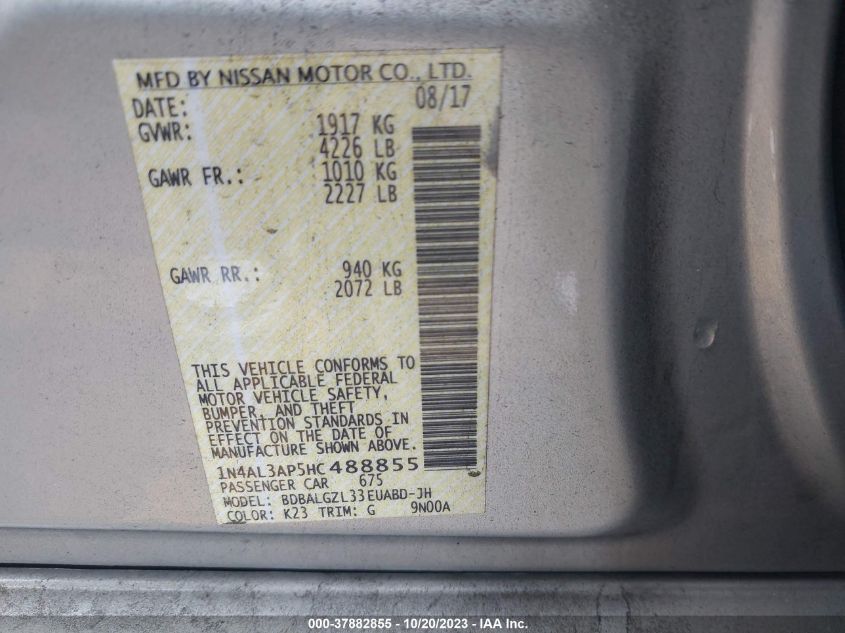 MFD BY NISSAN MOTOR CO., LTD.
DATE: 08/17
GVWR: 1917 KG
4226 LB
GAWR FR.: 1010 KG
2227 LB
GAWR RR.: 940 KG
2072 LB
THIS VEHICLE CONFORMS TO
ALL APPLICABLE FEDERAL
MOTOR VEHICLE SAFETY,
BUMPER, AND THEFT
PREVENTION STANDARDS IN
EFFECT ON THE DATE OF
MANUFACTURE SHOWN ABOVE.
1N4AL3AP5HC488855
PASSENGER CAR 675
MODEL: BDBALGZL33EUABD-JH
COLOR: K23 TRIM: G 9N00A
000-37882855 - 10/20/2023 - IAA Inc.